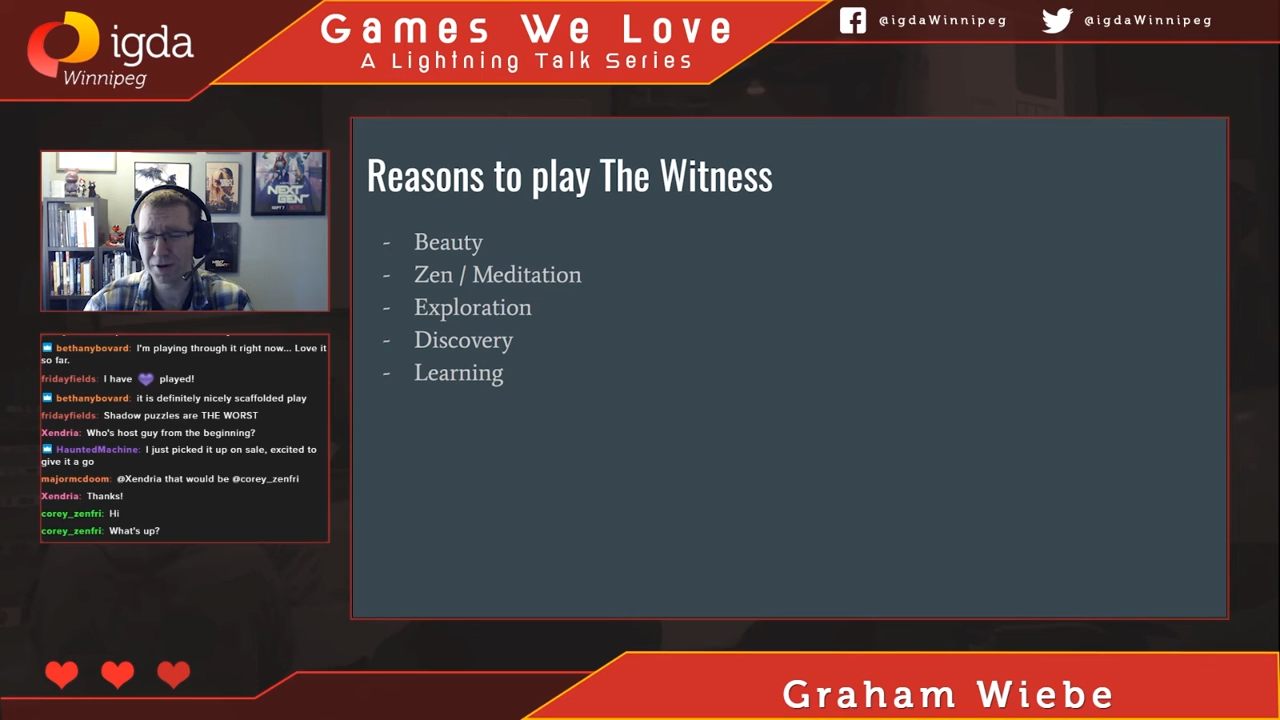 igda
Winnipeg
Games We Love
A Lightning Talk Series
@igdaWinnipeg
@igdaWinnipeg
NEXT
GEN
Reasons to play The Witness
- Beauty
- Zen / Meditation
- Exploration
- Discovery
- Learning
bethanybovard: I'm playing through it right now... Love it
so far.
fridayfields: I have 💜 played!
bethanybovard: it is definitely nicely scaffolded play
fridayfields: Shadow puzzles are THE WORST
Xendria: Who's host guy from the beginning?
HauntedMachine: I just picked it up on sale, excited to
give it a go
majormcdoom: @Xendria that would be @corey_zenfri
Xendria: Thanks!
corey_zenfri: Hi
corey_zenfri: What's up?
Graham Wiebe